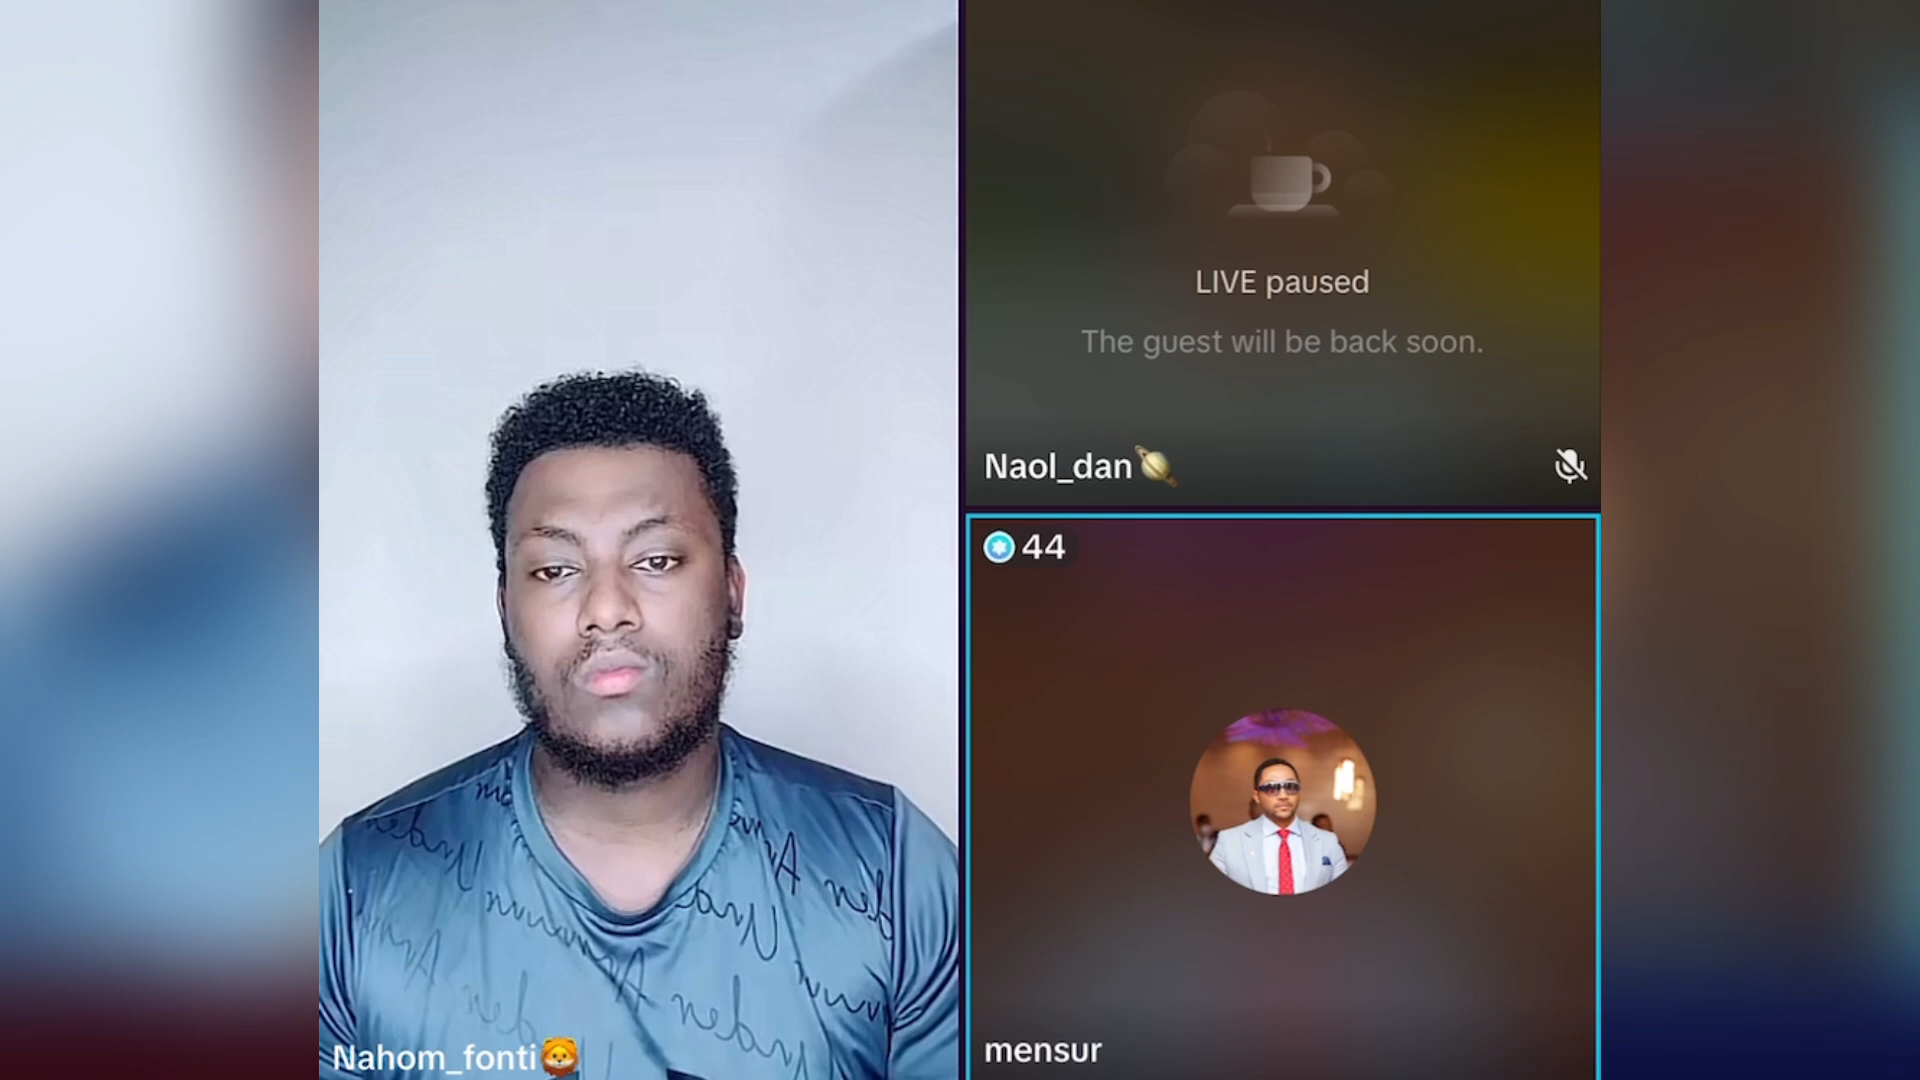 LIVE paused
The guest will be back soon.
Naol_dan🪐
44
mensur
Nahom_fonti🦁